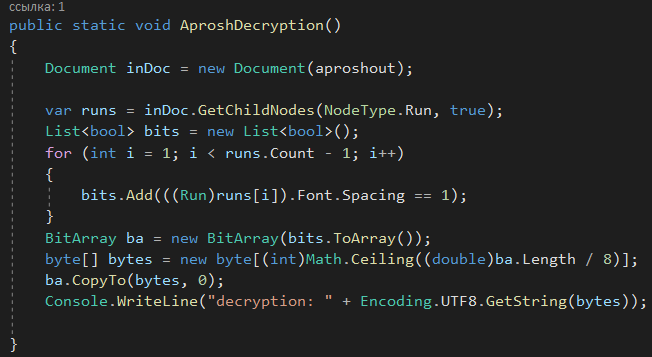 ссылка: 1
public static void AproshDecryption()
{
    Document inDoc = new Document(aproshout);

    var runs = inDoc.GetChildNodes(NodeType.Run, true);
    List<bool> bits = new List<bool>();
    for (int i = 1; i < runs.Count - 1; i++)
    {
        bits.Add(((Run)runs[i]).Font.Spacing == 1);
    }
    BitArray ba = new BitArray(bits.ToArray());
    byte[] bytes = new byte[(int)Math.Ceiling((double)ba.Length / 8)];
    ba.CopyTo(bytes, 0);
    Console.WriteLine("decryption: " + Encoding.UTF8.GetString(bytes));

}